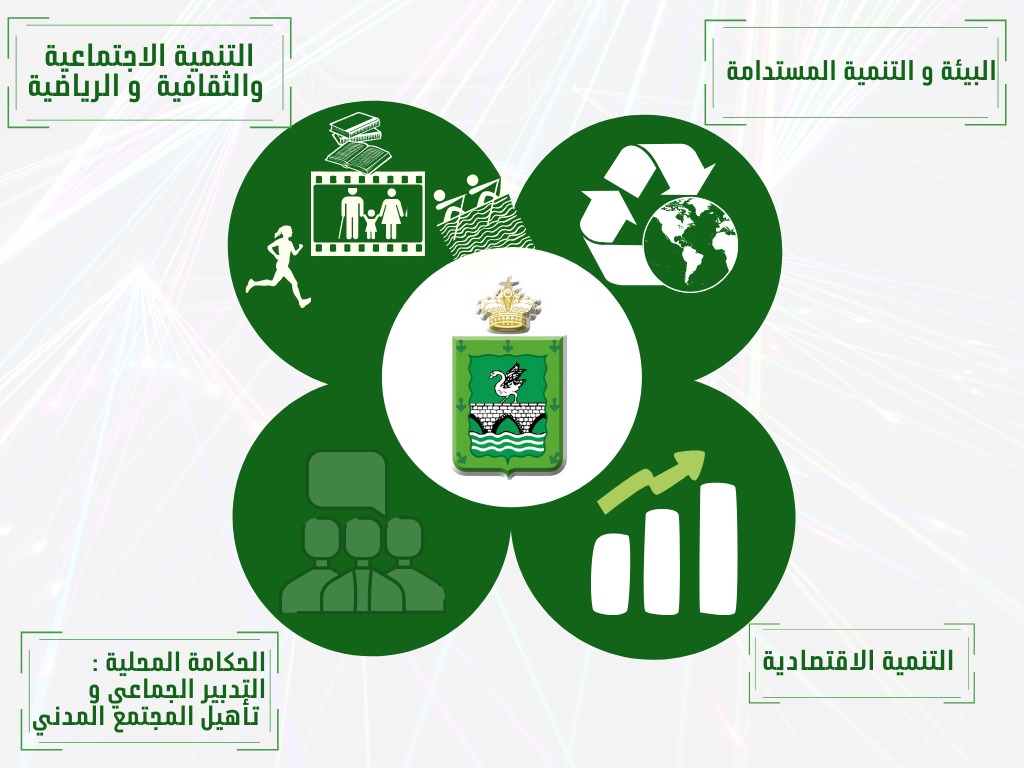 البيئة و التنمية المستدامة
التنمية الاجتماعية
والثقافية و الرياضية
التنمية الاقتصادية
الحكامة المحلية :
التدبير الجماعي و
تأهيل المجتمع المدني